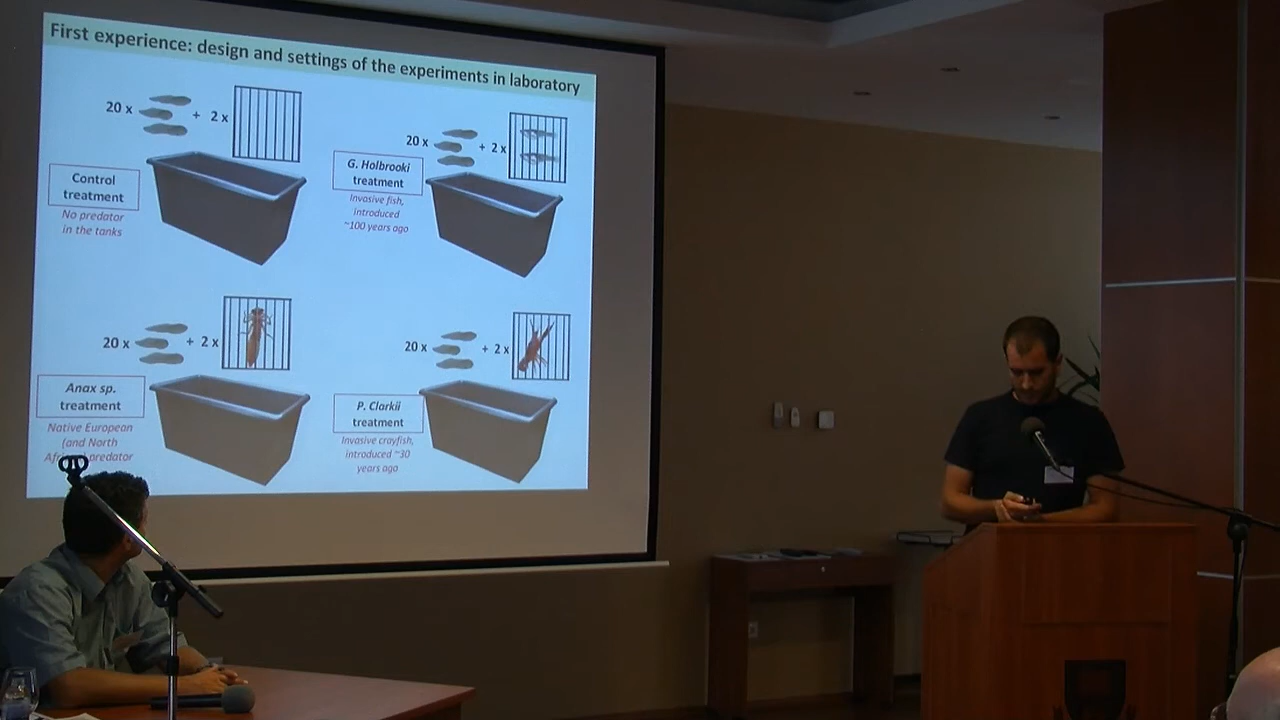 First experience: design and settings of the experiments in laboratory
20 x + 2 x
Control
treatment
No predator
in the tanks
20 x + 2 x
G. Holbrooki
treatment
Invasive fish,
introduced
~100 years ago
20 x + 2 x
Anax sp.
treatment
Native European
(and North
predator
20 x + 2 x
P. Clarkii
treatment
Invasive crayfish,
introduced ~30
years ago